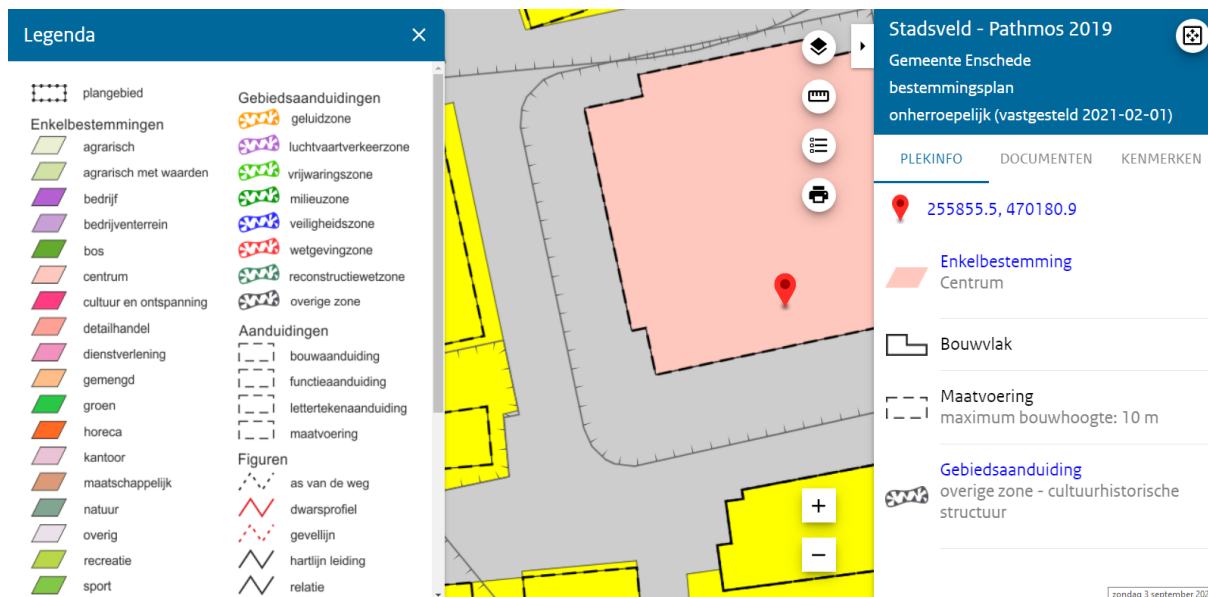 Legenda
plangebied
Enkelbestemmingen
agrarisch
agrarisch met waarden
bedrijf
bedrijventerrein
bos
centrum
cultuur en ontspanning
detailhandel
dienstverlening
gemengd
groen
horeca
kantoor
maatschappelijk
natuur
overig
recreatie
sport
Gebiedsaanduidingen
geluidzone
luchtvaartverkeerzone
vrijwaringszone
milieuzone
veiligheidszone
wetgevingzone
reconstructiewetzone
overige zone
Aanduidingen
bouwaanduiding
functieaanduiding
lettertekenaanduiding
maatvoering
Figuren
as van de weg
dwarsprofiel
gevellijn
hartlijn leiding
relatie
Stadsveld - Pathmos 2019
Gemeente Enschede
bestemmingsplan
onherroepelijk (vastgesteld 2021-02-01)
PLEKINFO DOCUMENTEN KENMERKEN
255855.5, 470180.9
Enkelbestemming
Centrum
Bouwvlak
Maatvoering
maximum bouwhoogte: 10 m
Gebiedsaanduiding
overige zone - cultuurhistorische
structuur
zondag 3 september